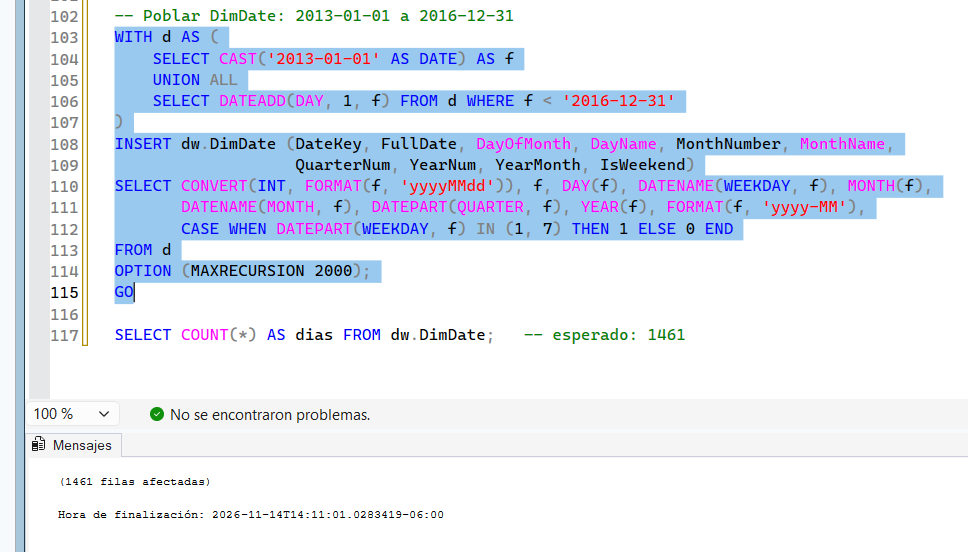 102 -- Poblar DimDate: 2013-01-01 a 2016-12-31
103 WITH d AS (
104 SELECT CAST('2013-01-01' AS DATE) AS f
105 UNION ALL
106 SELECT DATEADD(DAY, 1, f) FROM d WHERE f < '2016-12-31'
107 )
108 INSERT dw.DimDate (DateKey, FullDate, DayOfMonth, DayName, MonthNumber, MonthName,
109 QuarterNum, YearNum, YearMonth, IsWeekend)
110 SELECT CONVERT(INT, FORMAT(f, 'yyyyMMdd')), f, DAY(f), DATENAME(WEEKDAY, f), MONTH(f),
111 DATENAME(MONTH, f), DATEPART(QUARTER, f), YEAR(f), FORMAT(f, 'yyyy-MM'),
112 CASE WHEN DATEPART(WEEKDAY, f) IN (1, 7) THEN 1 ELSE 0 END
113 FROM d
114 OPTION (MAXRECURSION 2000);
115 GO
116
117 SELECT COUNT(*) AS dias FROM dw.DimDate; -- esperado: 1461
100 % No se encontraron problemas.
Mensajes
(1461 filas afectadas)
Hora de finalización: 2026-11-14T14:11:01.0283419-06:00